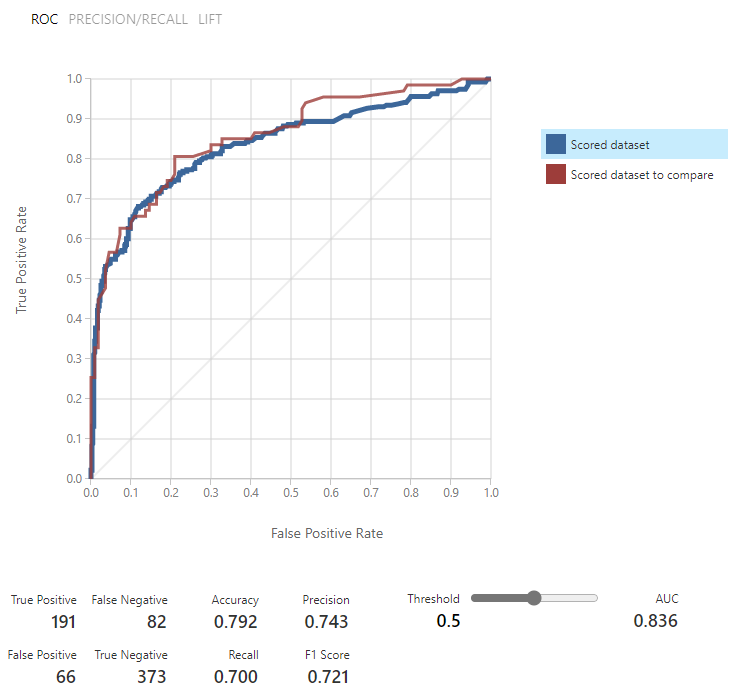 ROC PRECISION/RECALL LIFT
1.0
0.9
0.8
0.7
0.6
0.5
0.4
0.3
0.2
0.1
0.0
True Positive Rate
0.0 0.1 0.2 0.3 0.4 0.5 0.6 0.7 0.8 0.9 1.0
False Positive Rate
Scored dataset
Scored dataset to compare
True Positive False Negative Accuracy Precision Threshold AUC
191 82 0.792 0.743 0.5 0.836
False Positive True Negative Recall F1 Score
66 373 0.700 0.721